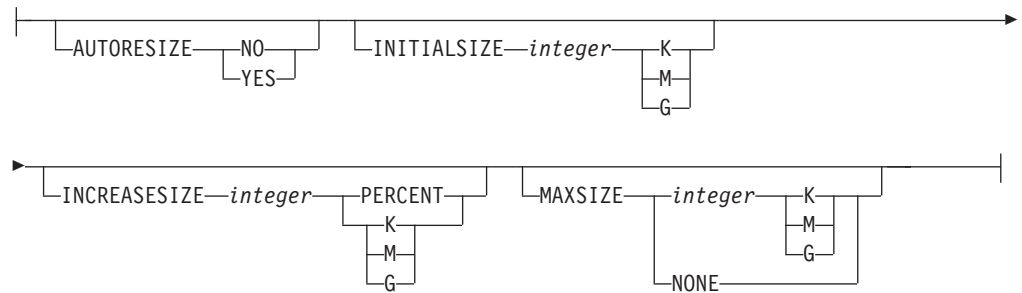 AUTORESIZE NO INITIALSIZE integer K
YES M
G
INCREASESIZE integer PERCENT MAXSIZE integer K
K M
M G
G NONE